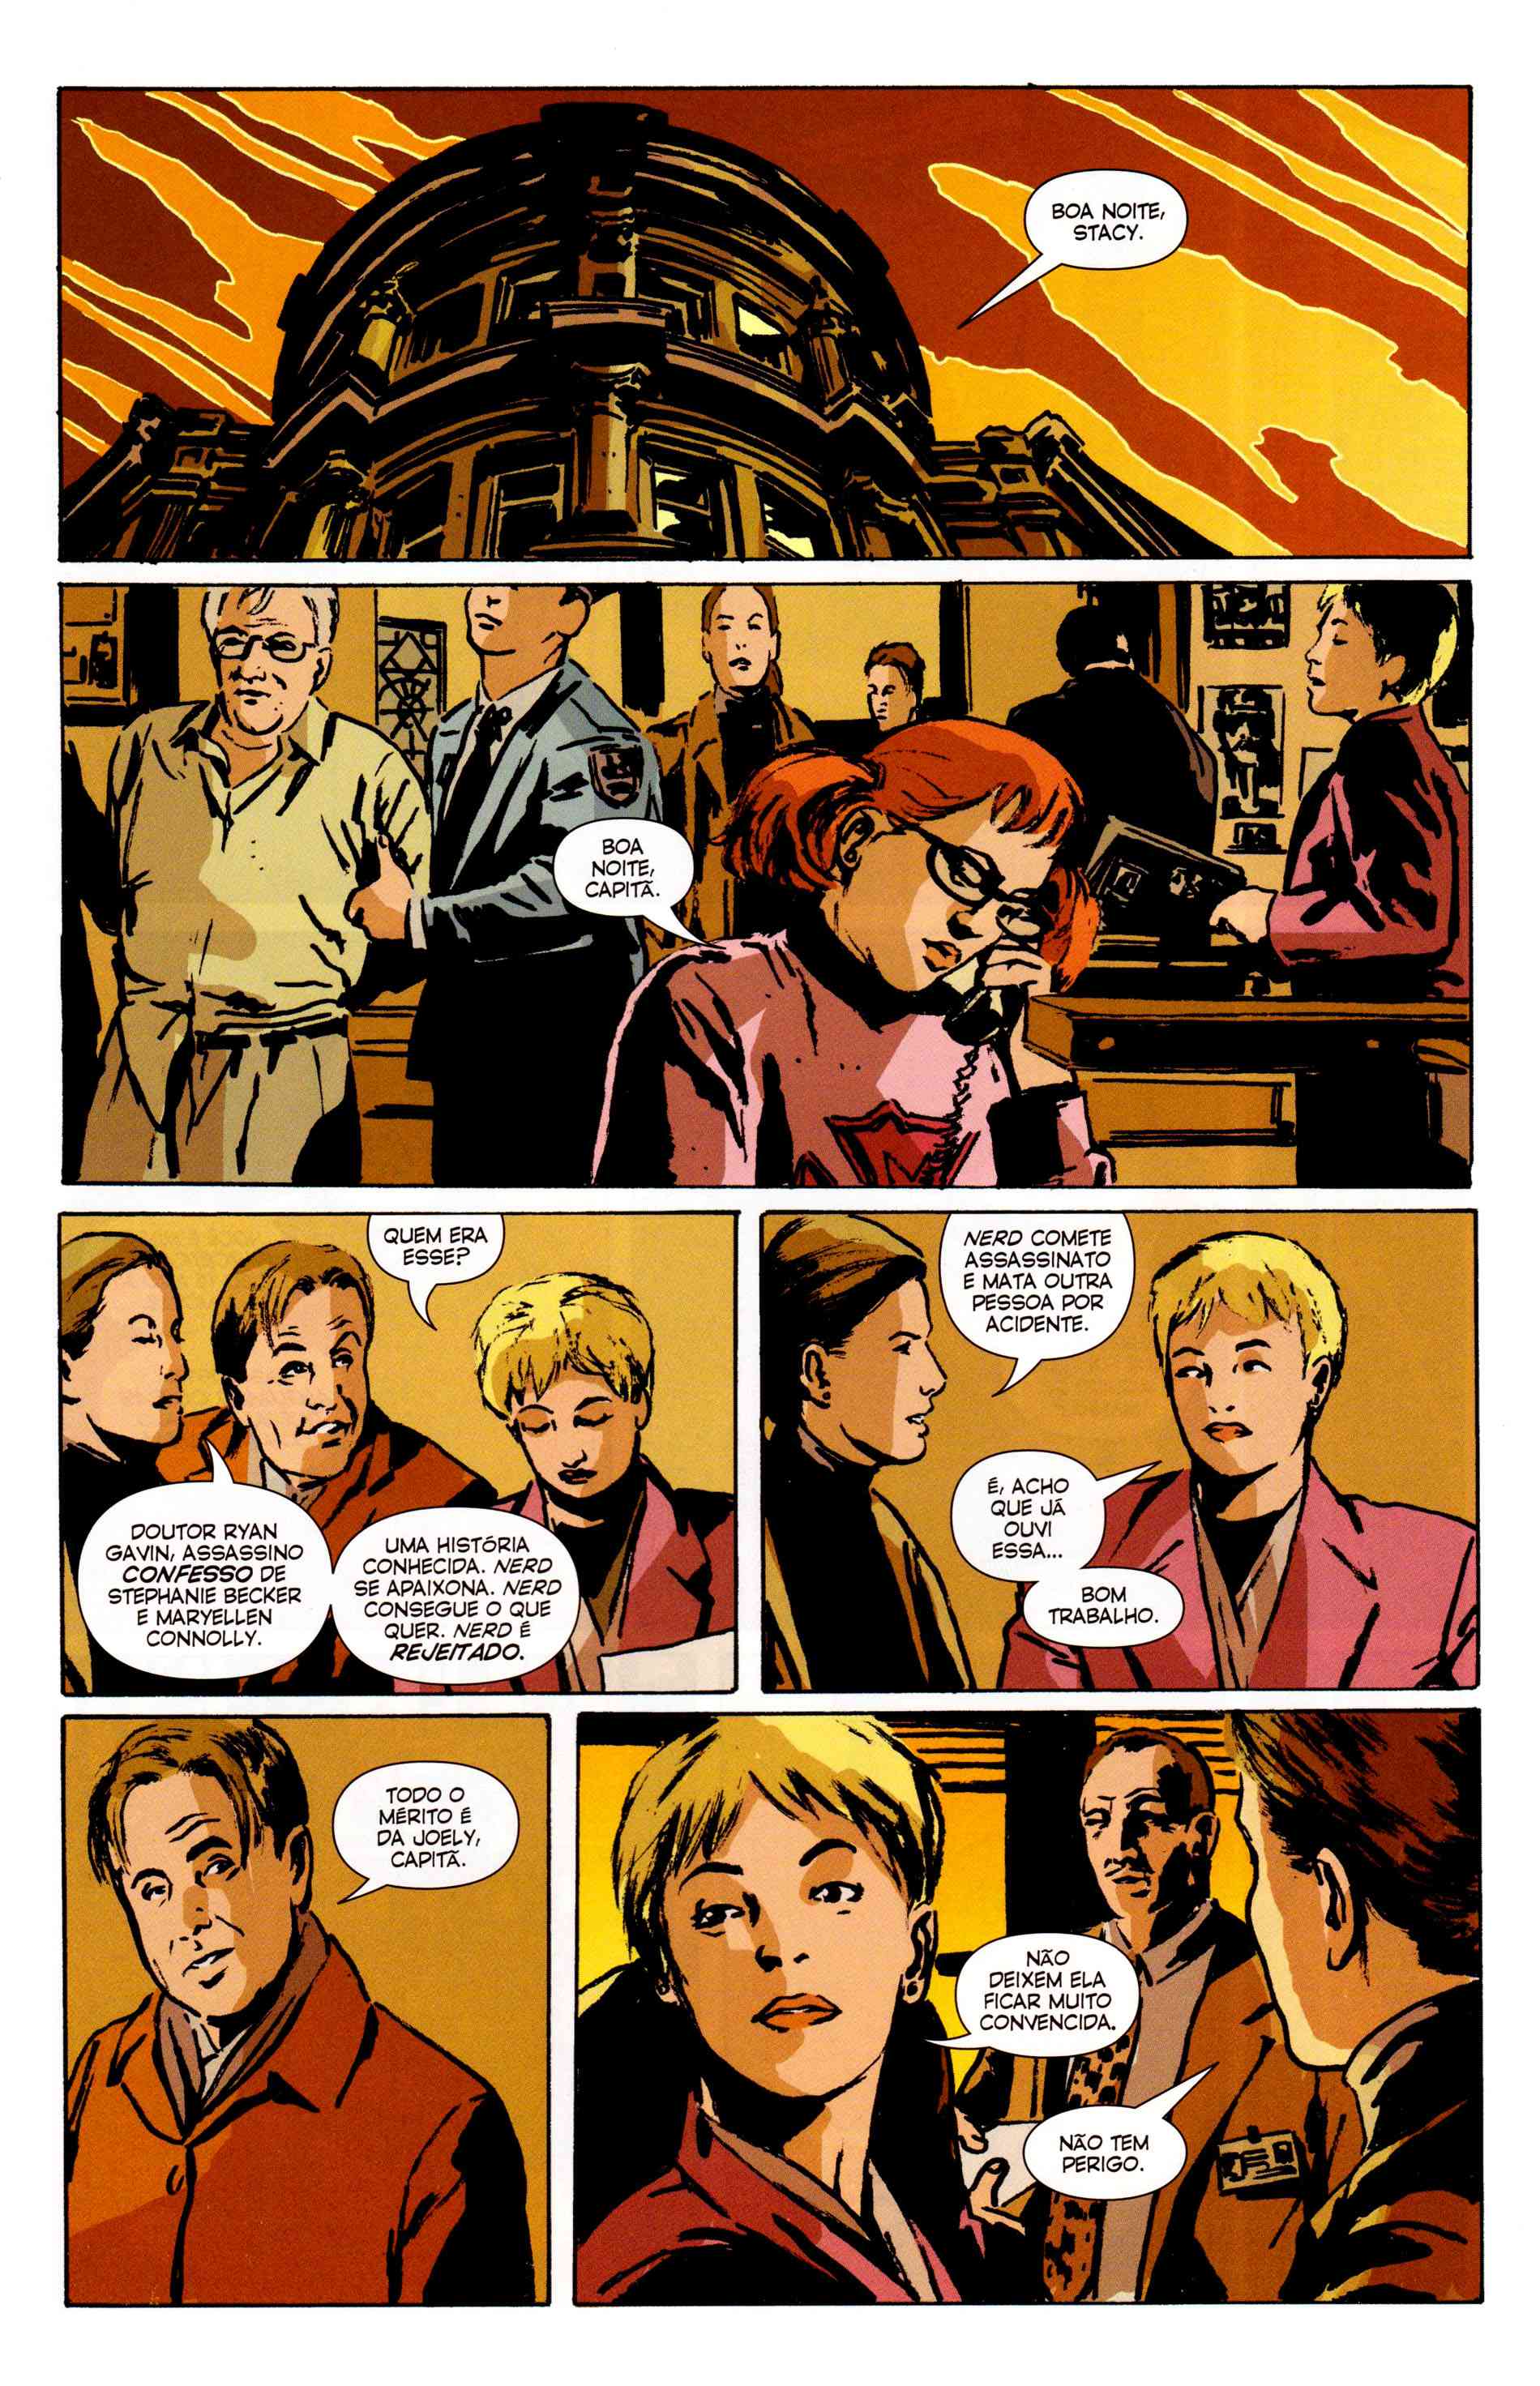 BOA NOITE,
STACY.
BOA
NOITE,
CAPITÃ.
QUEM ERA
ESSE?
DOUTOR RYAN
GAVIN, ASSASSINO
CONFESSO DE
STEPHANIE BECKER
E MARYELLEN
CONNOLLY.
UMA HISTÓRIA
CONHECIDA. NERD
SE APAIXONA. NERD
CONSEGUE O QUE
QUER. NERD É
REJEITADO.
NERD COMETE
ASSASSINATO
E MATA OUTRA
PESSOA POR
ACIDENTE.
É, ACHO
QUE JÁ
OUVI
ESSA...
BOM
TRABALHO.
TODO O
MÉRITO É
DA JOELY,
CAPITÃ.
NÃO
DEIXEM ELA
FICAR MUITO
CONVENCIDA.
NÃO TEM
PERIGO.